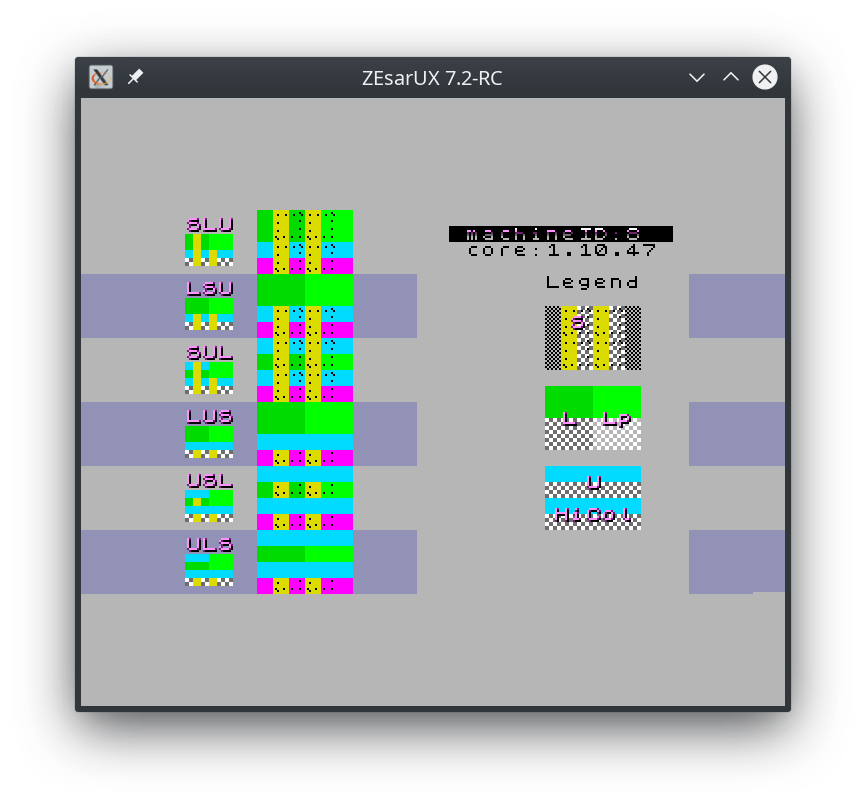 ZEsarUX 7.2-RC
SLU
LSU
SUL
LUS
USL
ULS
machineID:8
core:1.10.47
Legend
S
L Lp
U
HiCol